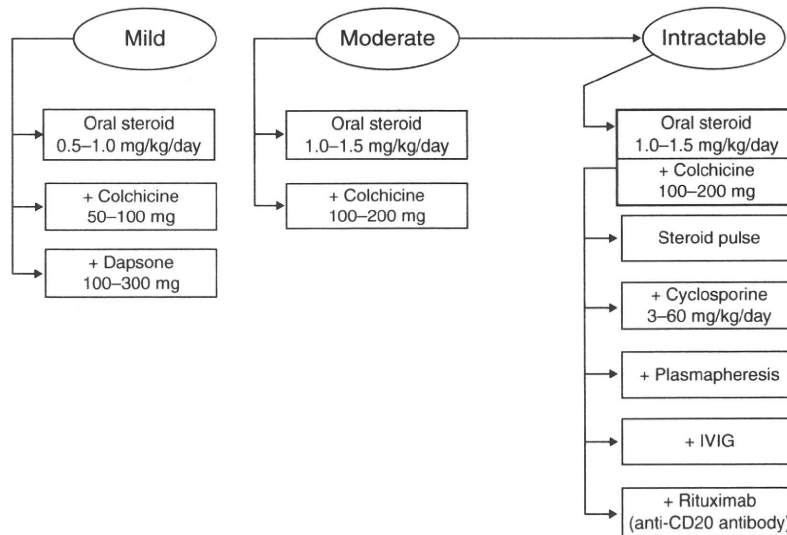 Mild
Oral steroid
0.5–1.0 mg/kg/day
+ Colchicine
50–100 mg
+ Dapsone
100–300 mg
Moderate
Oral steroid
1.0–1.5 mg/kg/day
+ Colchicine
100–200 mg
Intractable
Oral steroid
1.0–1.5 mg/kg/day
+ Colchicine
100–200 mg
Steroid pulse
+ Cyclosporine
3–60 mg/kg/day
+ Plasmapheresis
+ IVIG
+ Rituximab
(anti-CD20 antibody)